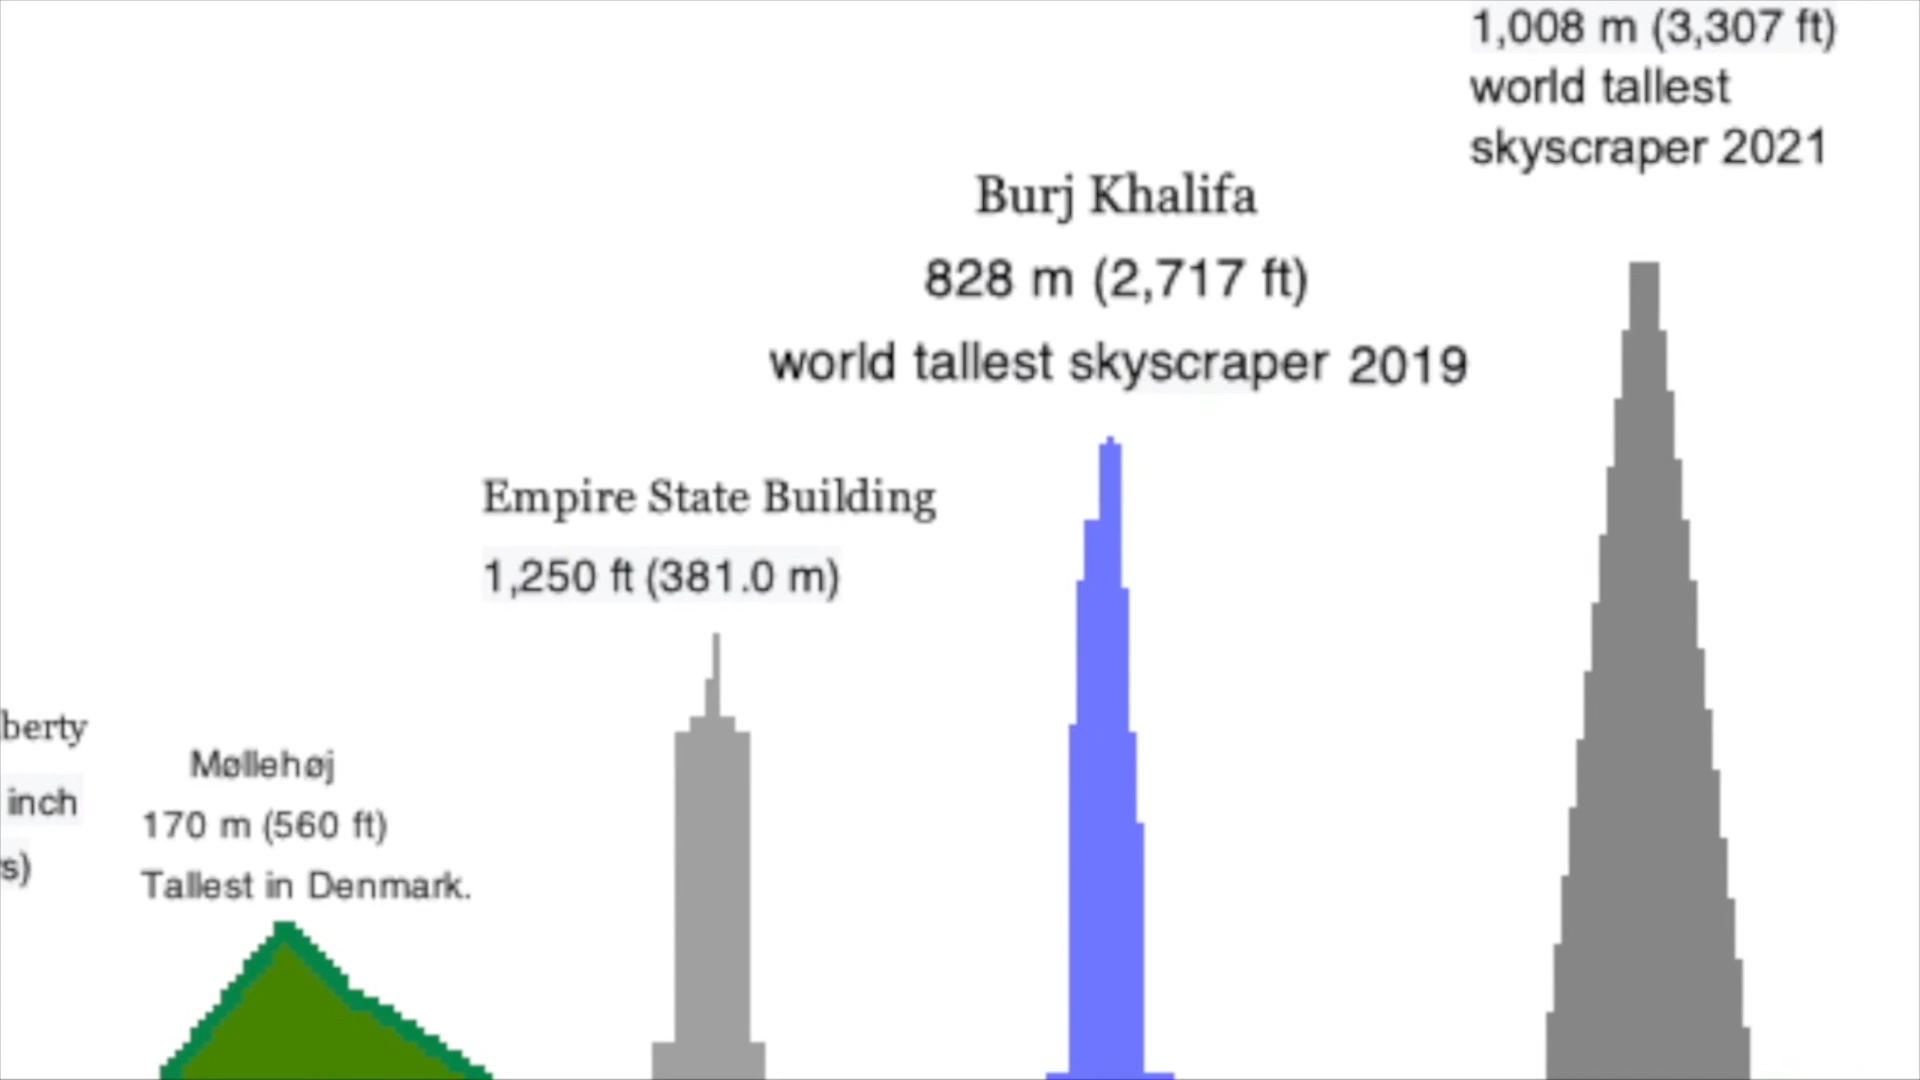 berty
inch
s)
Møllehøj
170 m (560 ft)
Tallest in Denmark.
Empire State Building
1,250 ft (381.0 m)
Burj Khalifa
828 m (2,717 ft)
world tallest skyscraper 2019
1,008 m (3,307 ft)
world tallest
skyscraper 2021